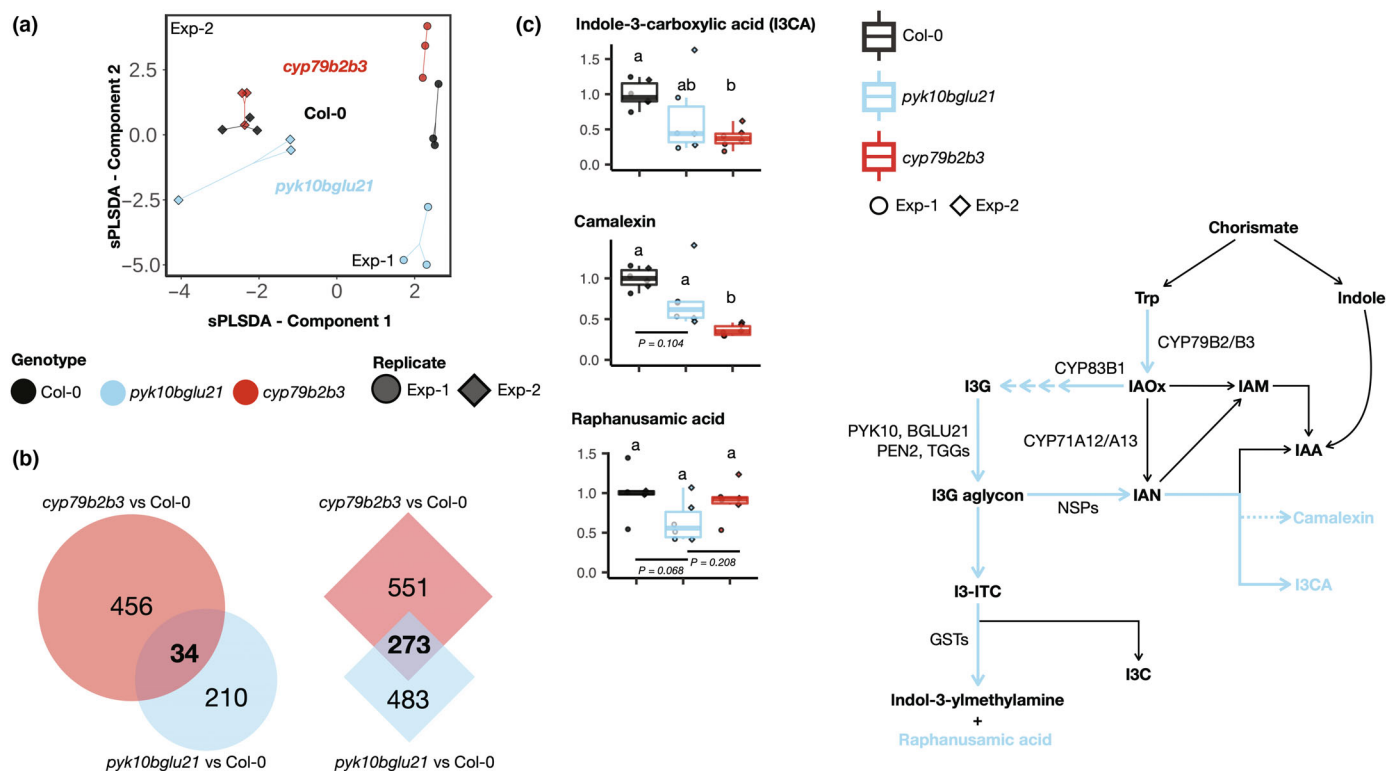 (a)
Exp-2
cyp79b2b3
Col-0
pyk10bglu21
Exp-1
sPLSDA - Component 2
2.5
0.0
−2.5
−5.0
−4
−2
0
2
sPLSDA - Component 1
Genotype
Col-0
pyk10bglu21
cyp79b2b3
Replicate
Exp-1
Exp-2
(b)
cyp79b2b3 vs Col-0
456
34
210
pyk10bglu21 vs Col-0
cyp79b2b3 vs Col-0
551
273
483
pyk10bglu21 vs Col-0
(c)
Indole-3-carboxylic acid (I3CA)
1.5
1.0
0.5
0.0
a
ab
b
Camalexin
1.0
0.5
0.0
a
a
b
P = 0.104
Raphanusamic acid
1.5
1.0
0.5
0.0
a
a
a
P = 0.068
P = 0.208
Col-0
pyk10bglu21
cyp79b2b3
Exp-1
Exp-2
Chorismate
Trp
Indole
CYP79B2/B3
CYP83B1
I3G
IAOx
IAM
PYK10, BGLU21
PEN2, TGGs
CYP71A12/A13
IAA
I3G aglycon
NSPs
IAN
Camalexin
I3CA
I3-ITC
GSTs
I3C
Indol-3-ylmethylamine
+
Raphanusamic acid